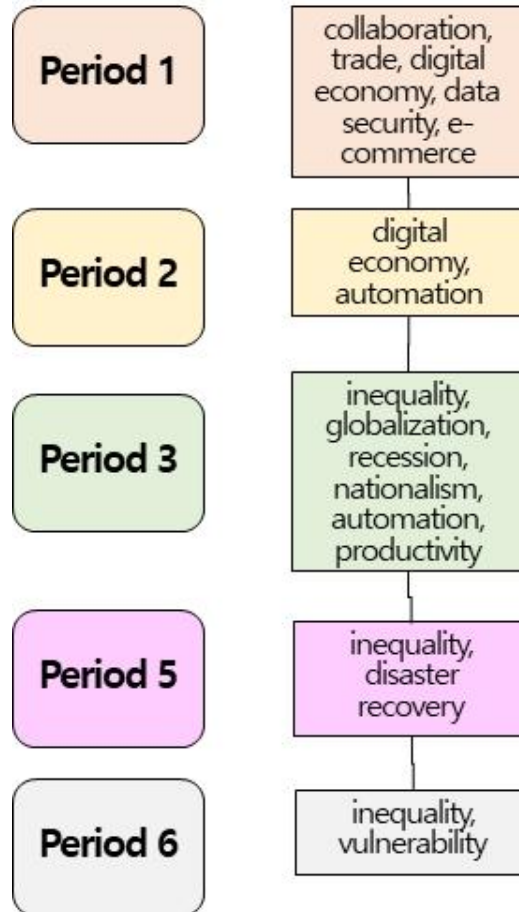 Period 1
collaboration,
trade, digital
economy, data
security, e-
commerce
Period 2
digital
economy,
automation
Period 3
inequality,
globalization,
recession,
nationalism,
automation,
productivity
Period 5
inequality,
disaster
recovery
Period 6
inequality,
vulnerability